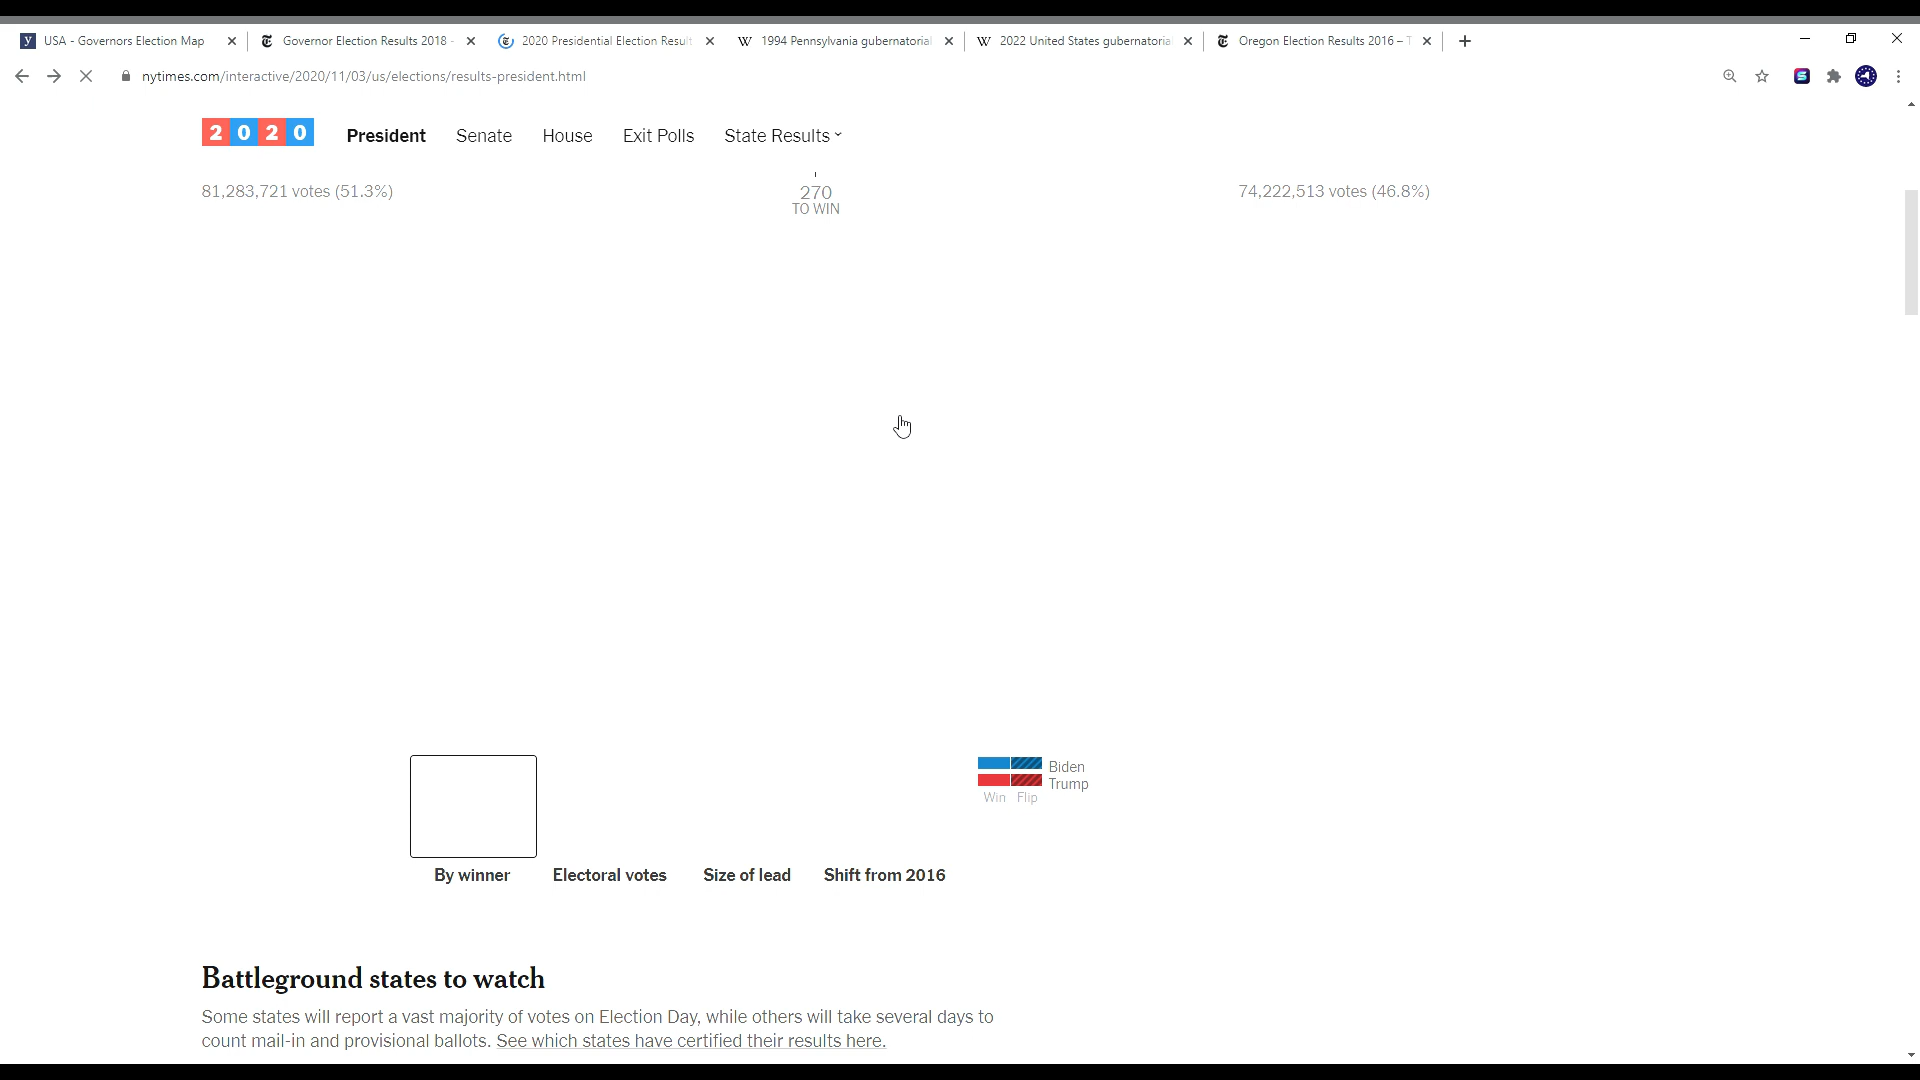 USA - Governors Election Map
Governor Election Results 2018 -
2020 Presidential Election Result
1994 Pennsylvania gubernatorial
2022 United States gubernatoria
Oregon Election Results 2016 – T
nytimes.com/interactive/2020/11/03/us/elections/results-president.html
2020 President Senate House Exit Polls State Results
81,283,721 votes (51.3%)
270
TO WIN
74,222,513 votes (46.8%)
Biden
Trump
Win Flip
By winner Electoral votes Size of lead Shift from 2016
Battleground states to watch
Some states will report a vast majority of votes on Election Day, while others will take several days to
count mail-in and provisional ballots. See which states have certified their results here.